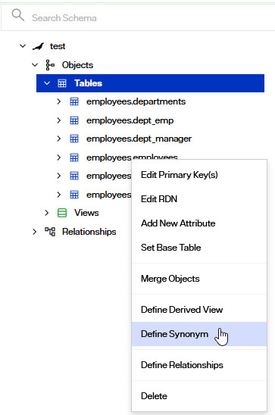 Search Schema
test
Objects
Tables
employees.departments
employees.dept_emp
employees.dept_manager
employees.employees
employees
employees
Views
Relationships
Edit Primary Key(s)
Edit RDN
Add New Attribute
Set Base Table
Merge Objects
Define Derived View
Define Synonym
Define Relationships
Delete